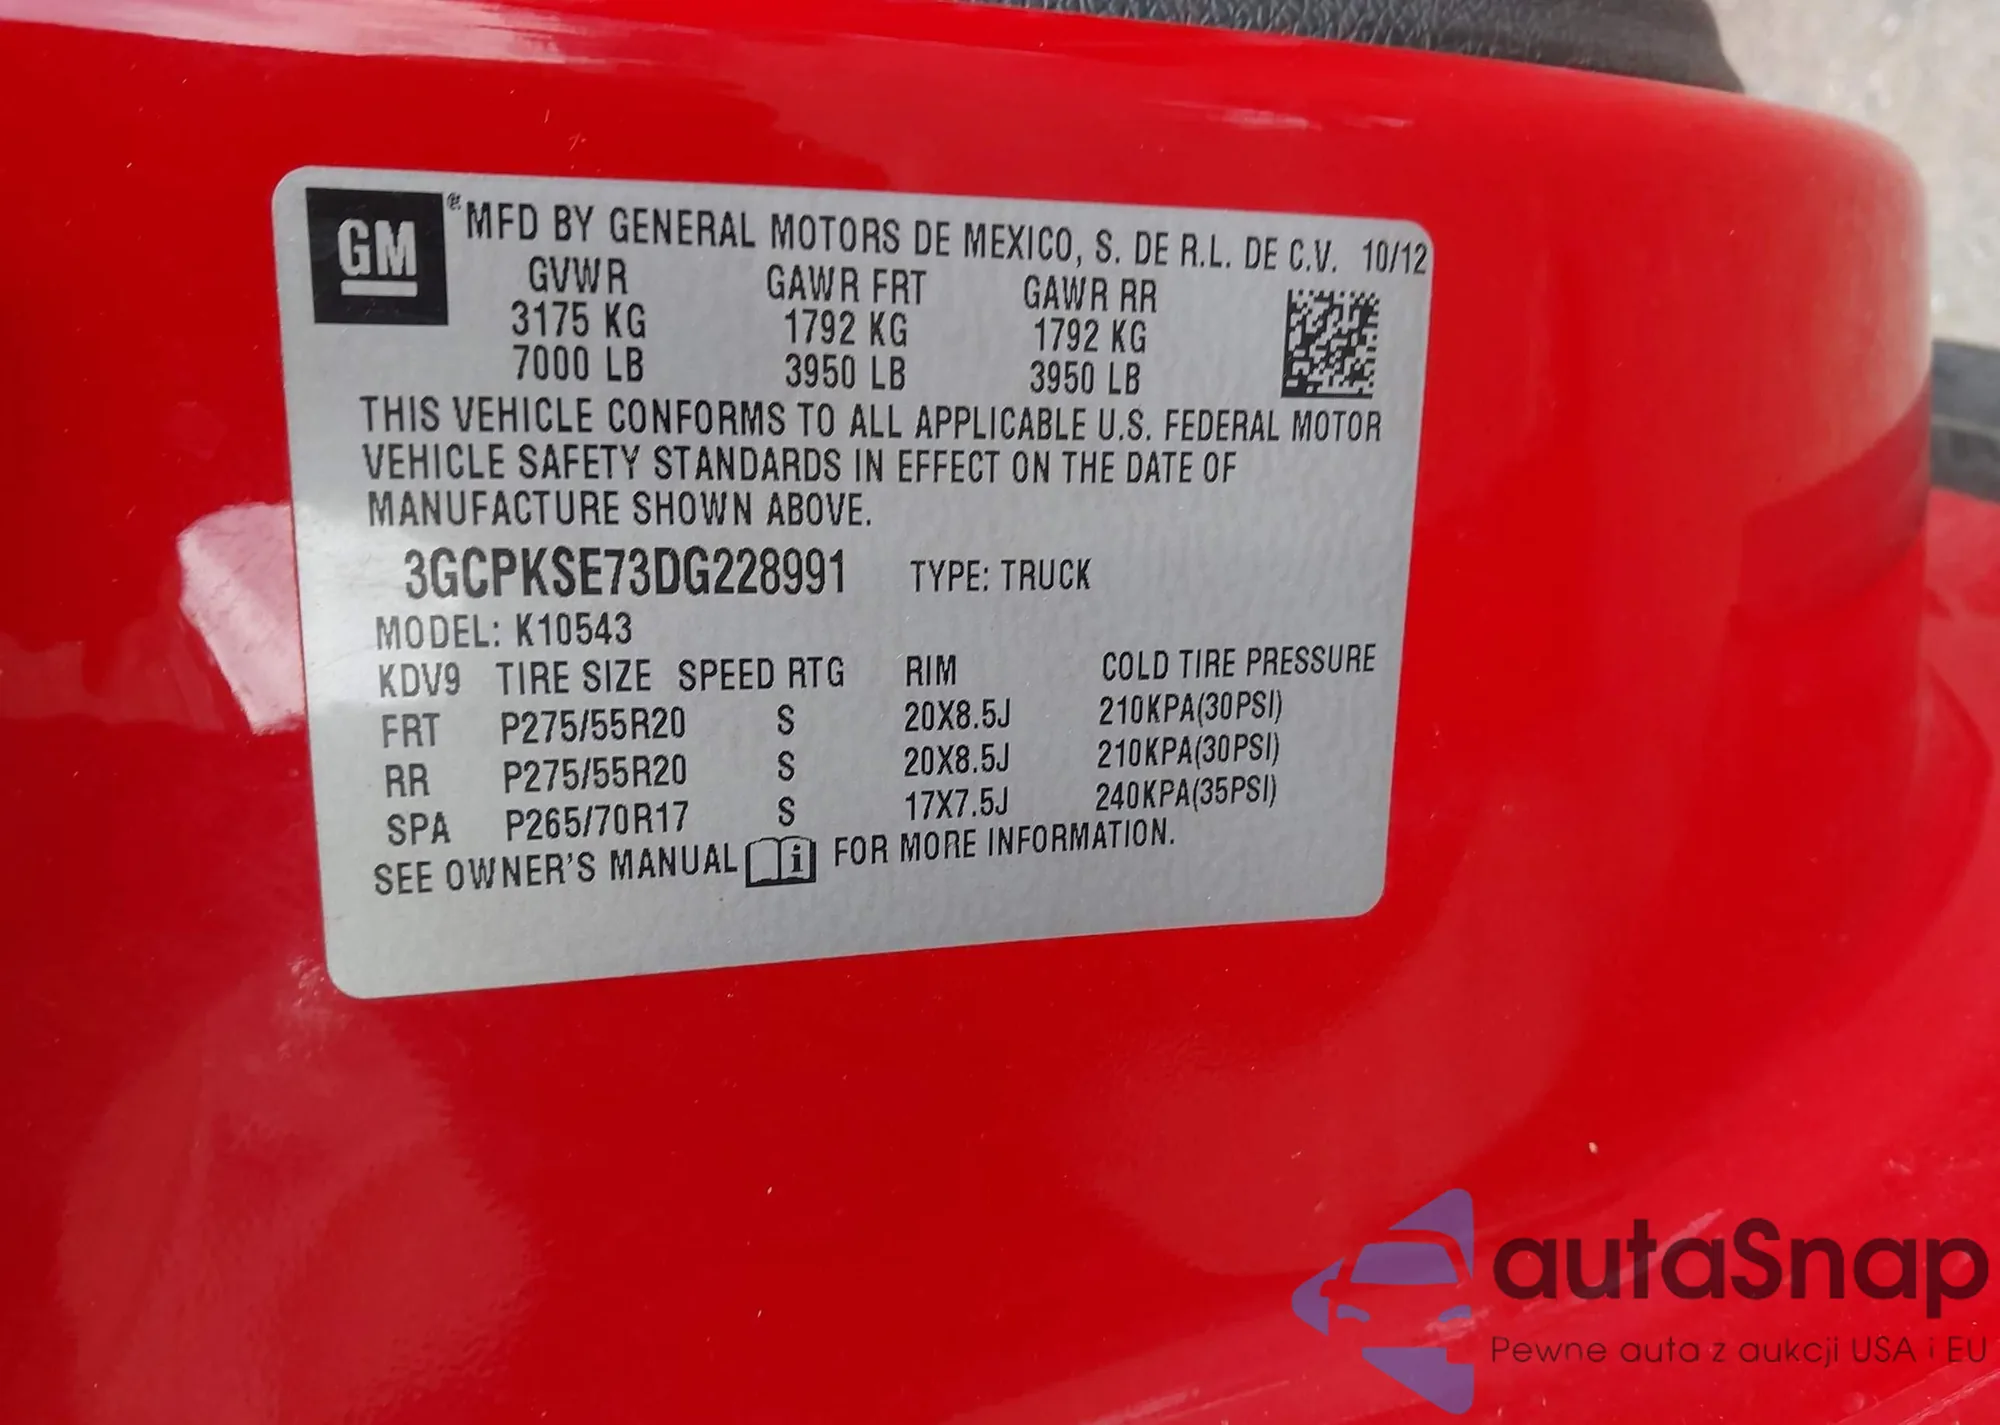 GM ® MFD BY GENERAL MOTORS DE MEXICO, S. DE R.L. DE C.V. 10/12
GVWR GAWR FRT GAWR RR
3175 KG 1792 KG 1792 KG
7000 LB 3950 LB 3950 LB
THIS VEHICLE CONFORMS TO ALL APPLICABLE U.S. FEDERAL MOTOR
VEHICLE SAFETY STANDARDS IN EFFECT ON THE DATE OF
MANUFACTURE SHOWN ABOVE.
3GCPKSE73DG228991 TYPE: TRUCK
MODEL: K10543
KDV9 TIRE SIZE SPEED RTG RIM COLD TIRE PRESSURE
FRT P275/55R20 S 20X8.5J 210KPA(30PSI)
RR P275/55R20 S 20X8.5J 210KPA(30PSI)
SPA P265/70R17 S 17X7.5J 240KPA(35PSI)
SEE OWNER'S MANUAL i FOR MORE INFORMATION.
autaSnap
Pewne auta z aukcji USA i EU